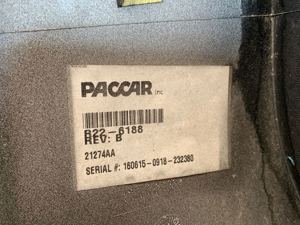 PACCAR inc
B22-6188
REV: B
21274AA
SERIAL #: 160615-0918-232380